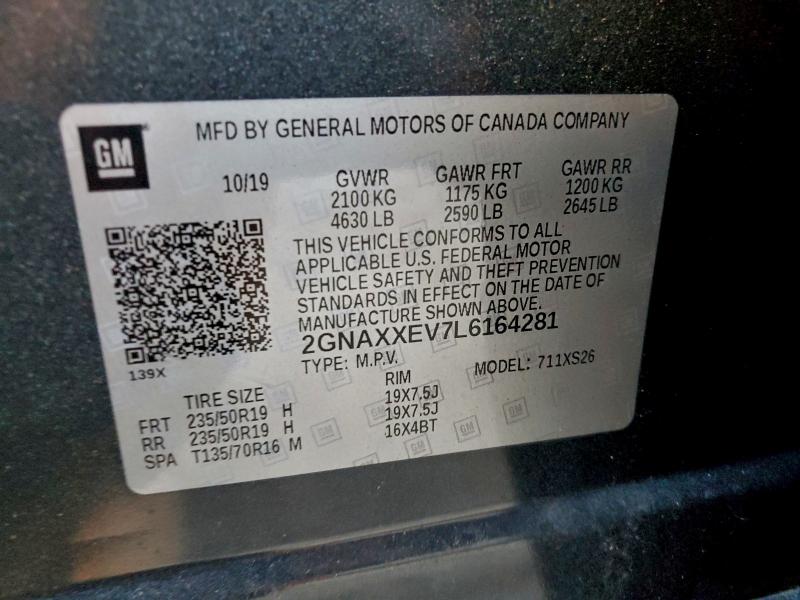 GM
MFD BY GENERAL MOTORS OF CANADA COMPANY
10/19
GVWR GAWR FRT GAWR RR
2100 KG 1175 KG 1200 KG
4630 LB 2590 LB 2645 LB
THIS VEHICLE CONFORMS TO ALL
APPLICABLE U.S. FEDERAL MOTOR
VEHICLE SAFETY AND THEFT PREVENTION
STANDARDS IN EFFECT ON THE DATE OF
MANUFACTURE SHOWN ABOVE.
2GNAXXEV7L6164281
139X
TYPE: M.P.V. MODEL: 711XS26
TIRE SIZE RIM
FRT 235/50R19 H 19X7.5J
RR 235/50R19 H 19X7.5J
SPA T135/70R16 M 16X4BT